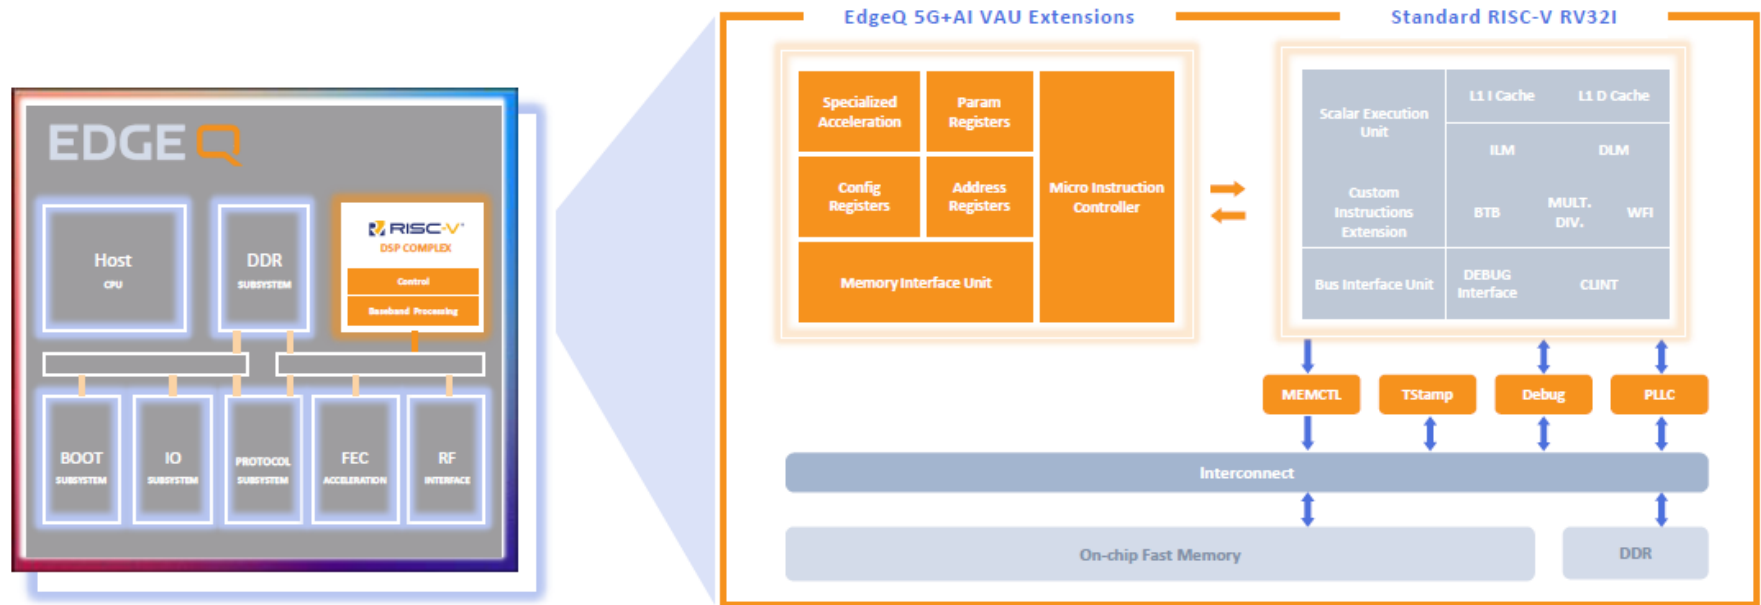 EDGEQ
Host
CPU
DDR
SUBSYSTEM
RISC-V®
DSP COMPLEX
Control
Baseband Processing
BOOT
SUBSYSTEM
IO
SUBSYSTEM
PROTOCOL
SUBSYSTEM
FEC
ACCELERATION
RF
INTERFACE
EdgeQ 5G+AI VAU Extensions
Specialized
Acceleration
Param
Registers
Config
Registers
Address
Registers
Micro Instruction
Controller
Memory Interface Unit
Standard RISC-V RV32I
Scalar Execution
Unit
L1 I Cache
L1 D Cache
ILM
DLM
Custom
Instructions
Extension
BTB
MULT.
DIV.
WFI
Bus Interface Unit
DEBUG
Interface
CLINT
MEMCTL
TStamp
Debug
PLLC
Interconnect
On-chip Fast Memory
DDR